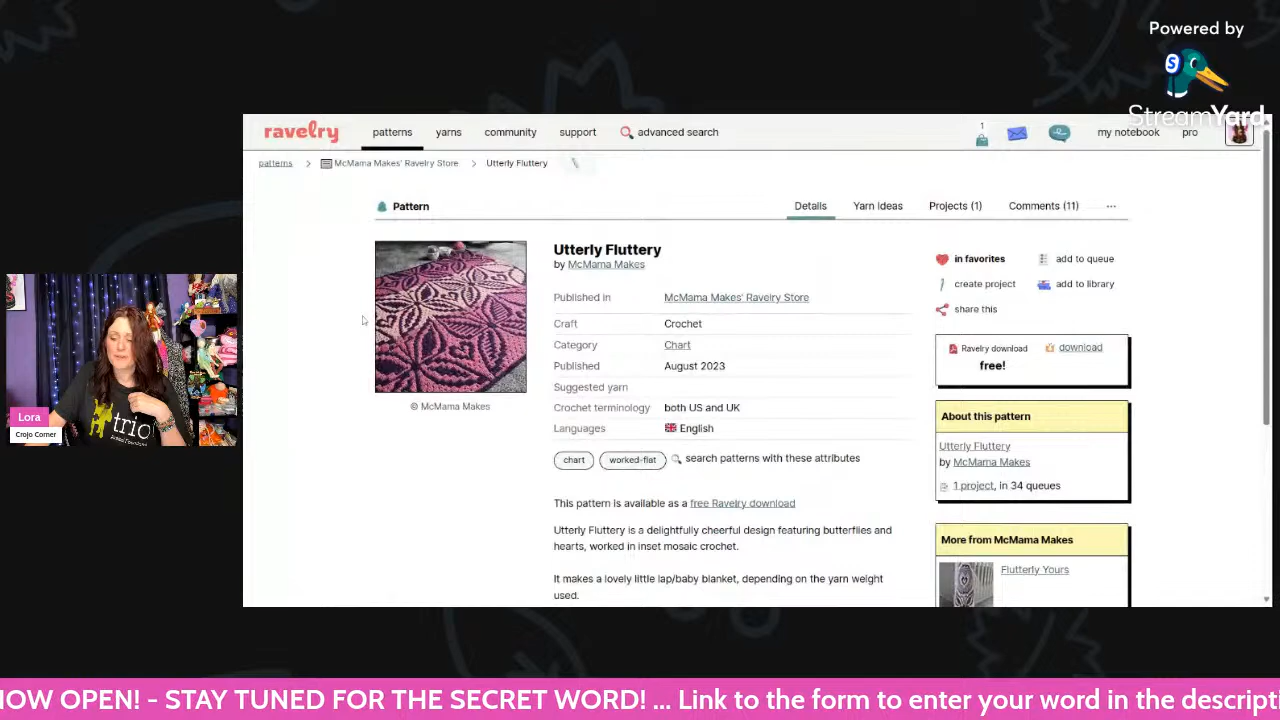 Powered by
S
StreamYard
ravelry
patterns yarns community support advanced search 1 my notebook pro
patterns > McMama Makes' Ravelry Store > Utterly Fluttery
Pattern
Details Yarn Ideas Projects (1) Comments (11) ...
Utterly Fluttery
by McMama Makes
Published in McMama Makes' Ravelry Store
Craft Crochet
Category Chart
Published August 2023
Suggested yarn
Crochet terminology both US and UK
Languages English
chart worked-flat search patterns with these attributes
This pattern is available as a free Ravelry download
Utterly Fluttery is a delightfully cheerful design featuring butterflies and
hearts, worked in inset mosaic crochet.
It makes a lovely little lap/baby blanket, depending on the yarn weight
used.
© McMama Makes
in favorites add to queue
create project add to library
share this
Ravelry download download
free!
About this pattern
Utterly Fluttery
by McMama Makes
1 project, in 34 queues
More from McMama Makes
Flutterly Yours
trio
Lora
Crojo Corner
NOW OPEN! - STAY TUNED FOR THE SECRET WORD! ... Link to the form to enter your word in the descripti